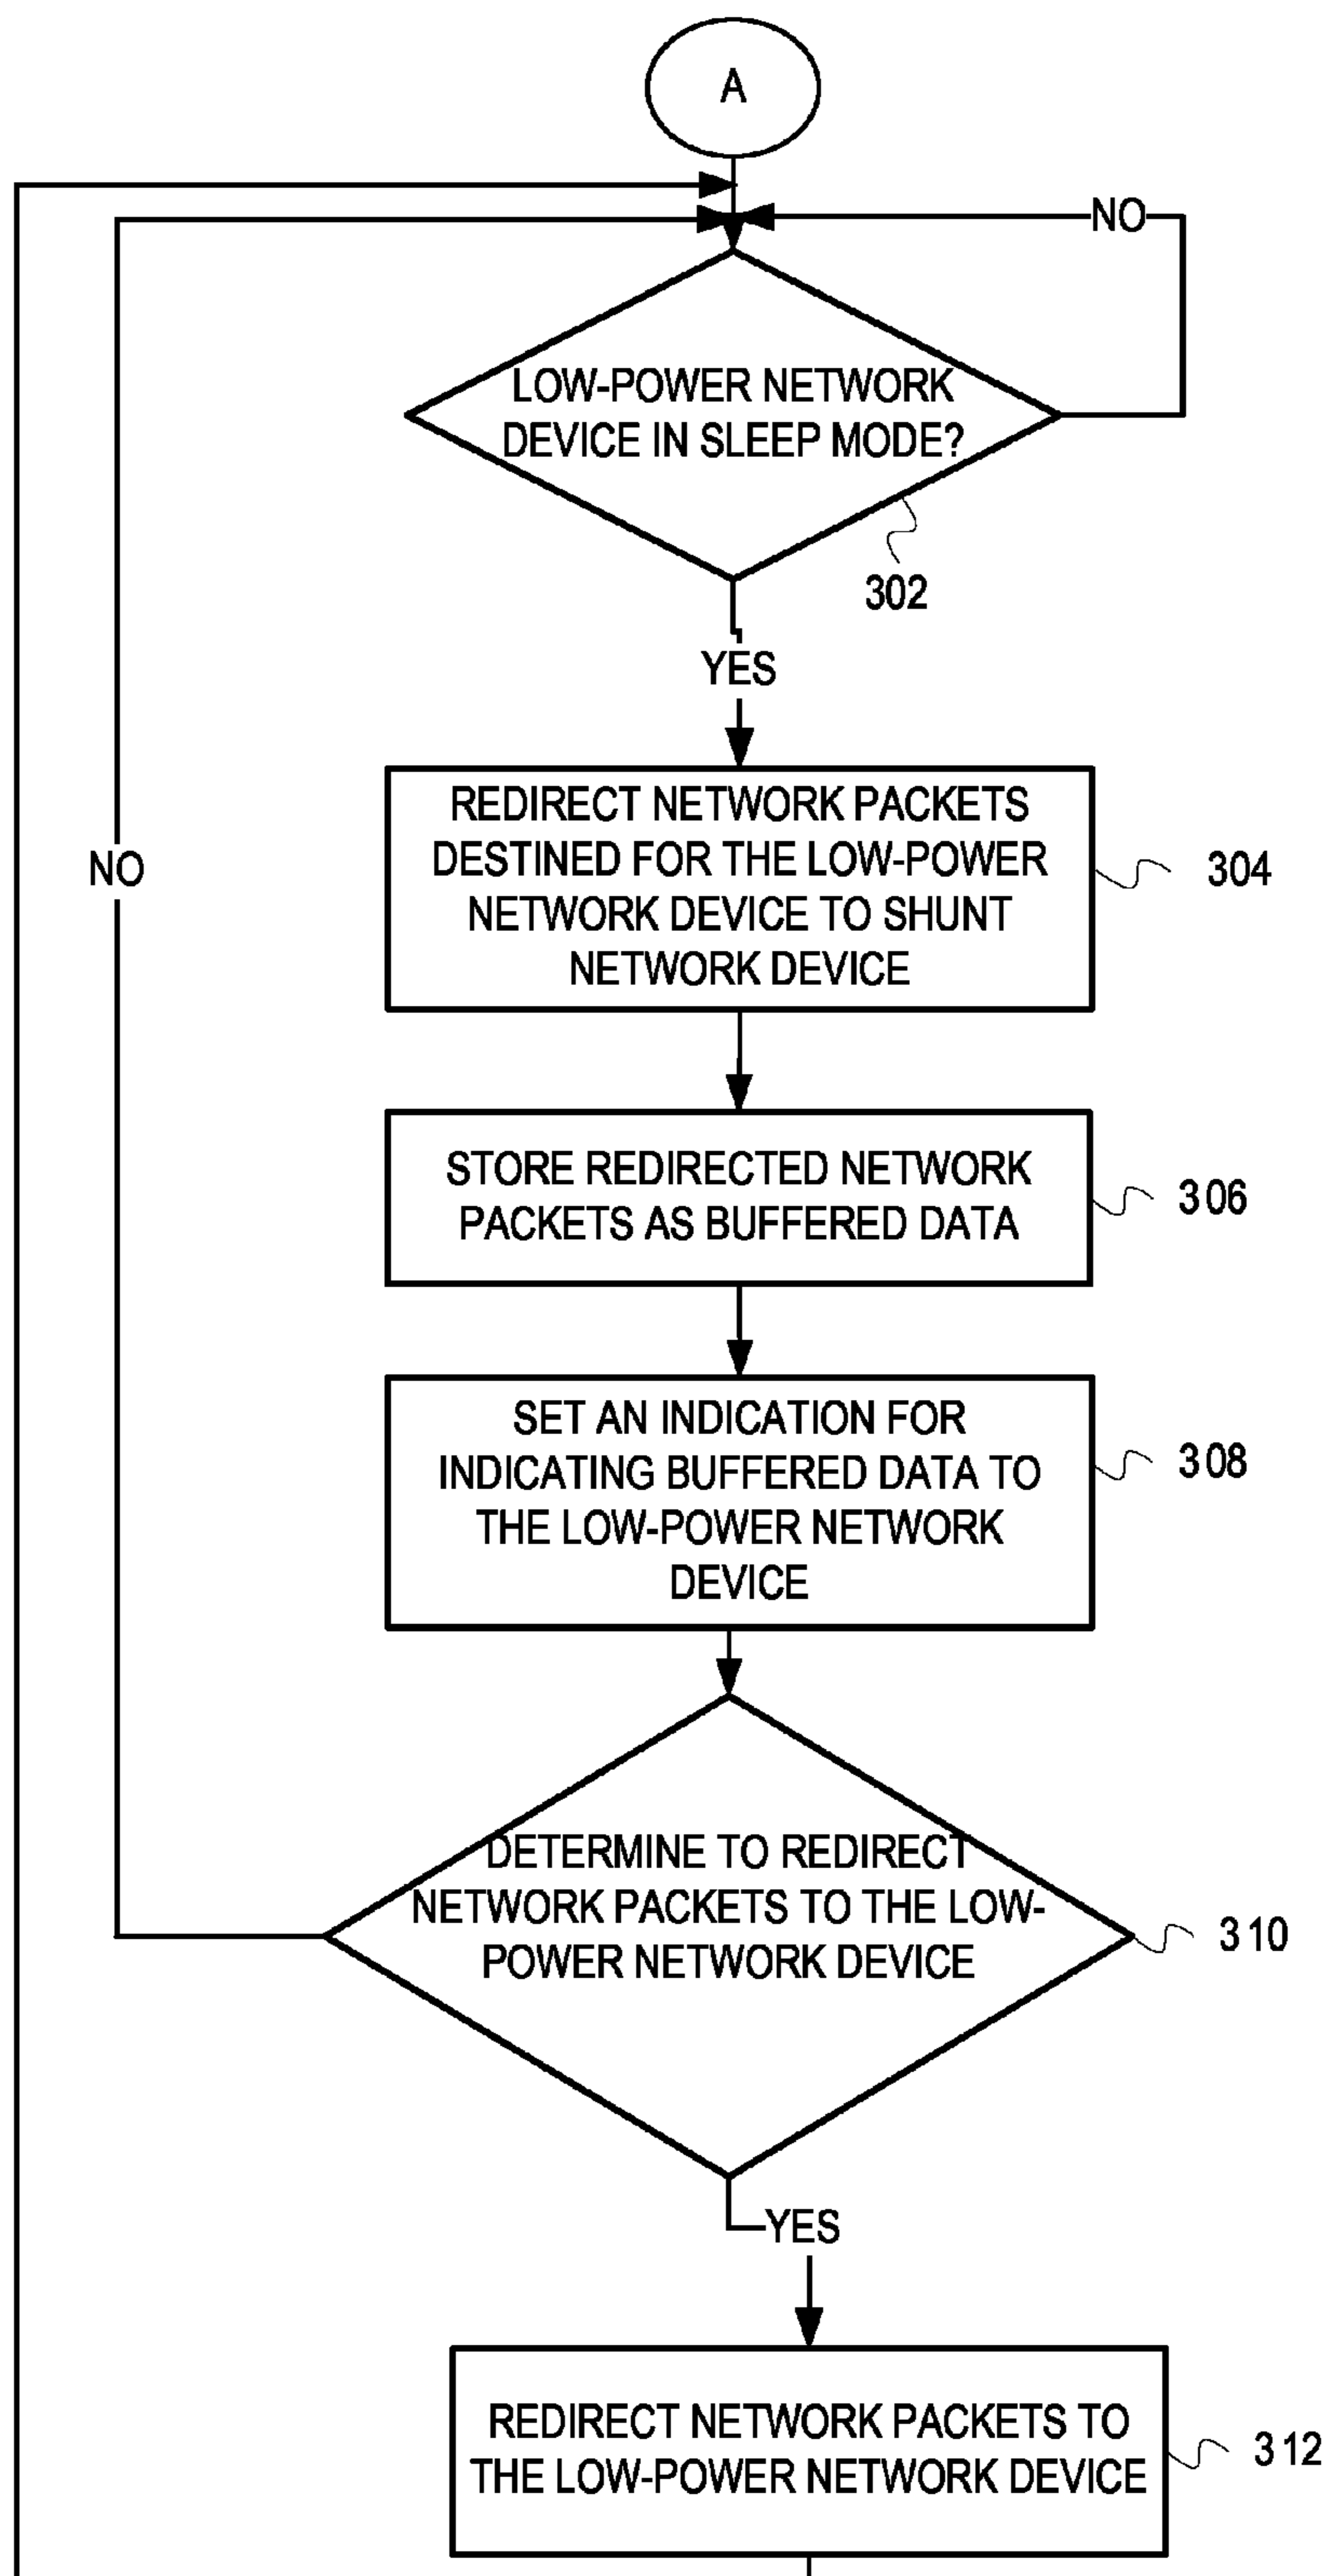 A
NO
LOW-POWER NETWORK
DEVICE IN SLEEP MODE?
302
YES
REDIRECT NETWORK PACKETS
DESTINED FOR THE LOW-POWER
NETWORK DEVICE TO SHUNT
NETWORK DEVICE
304
NO
STORE REDIRECTED NETWORK
PACKETS AS BUFFERED DATA
306
SET AN INDICATION FOR
INDICATING BUFFERED DATA TO
THE LOW-POWER NETWORK
DEVICE
308
DETERMINE TO REDIRECT
NETWORK PACKETS TO THE LOW-
POWER NETWORK DEVICE
310
YES
REDIRECT NETWORK PACKETS TO
THE LOW-POWER NETWORK DEVICE
312